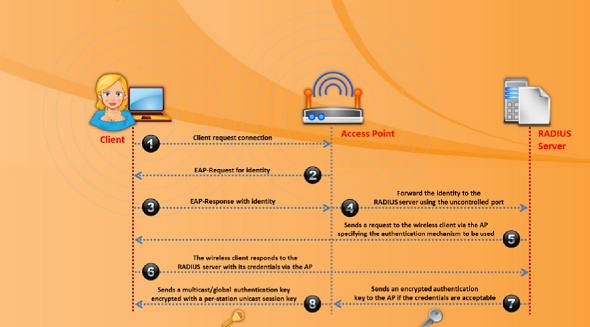 Client
Access Point
RADIUS
Server
1
Client request connection
EAP-Request for identity
2
3
EAP-Response with identity
4
Forward the identity to the
RADIUS server using the uncontrolled port
Sends a request to the wireless client via the AP
specifying the authentication mechanism to be used
5
6
The wireless client responds to the
RADIUS server with its credentials via the AP
Sends an encrypted authentication
key to the AP if the credentials are acceptable
7
Sends a multicast/global authentication key
encrypted with a per-station unicast session key
8